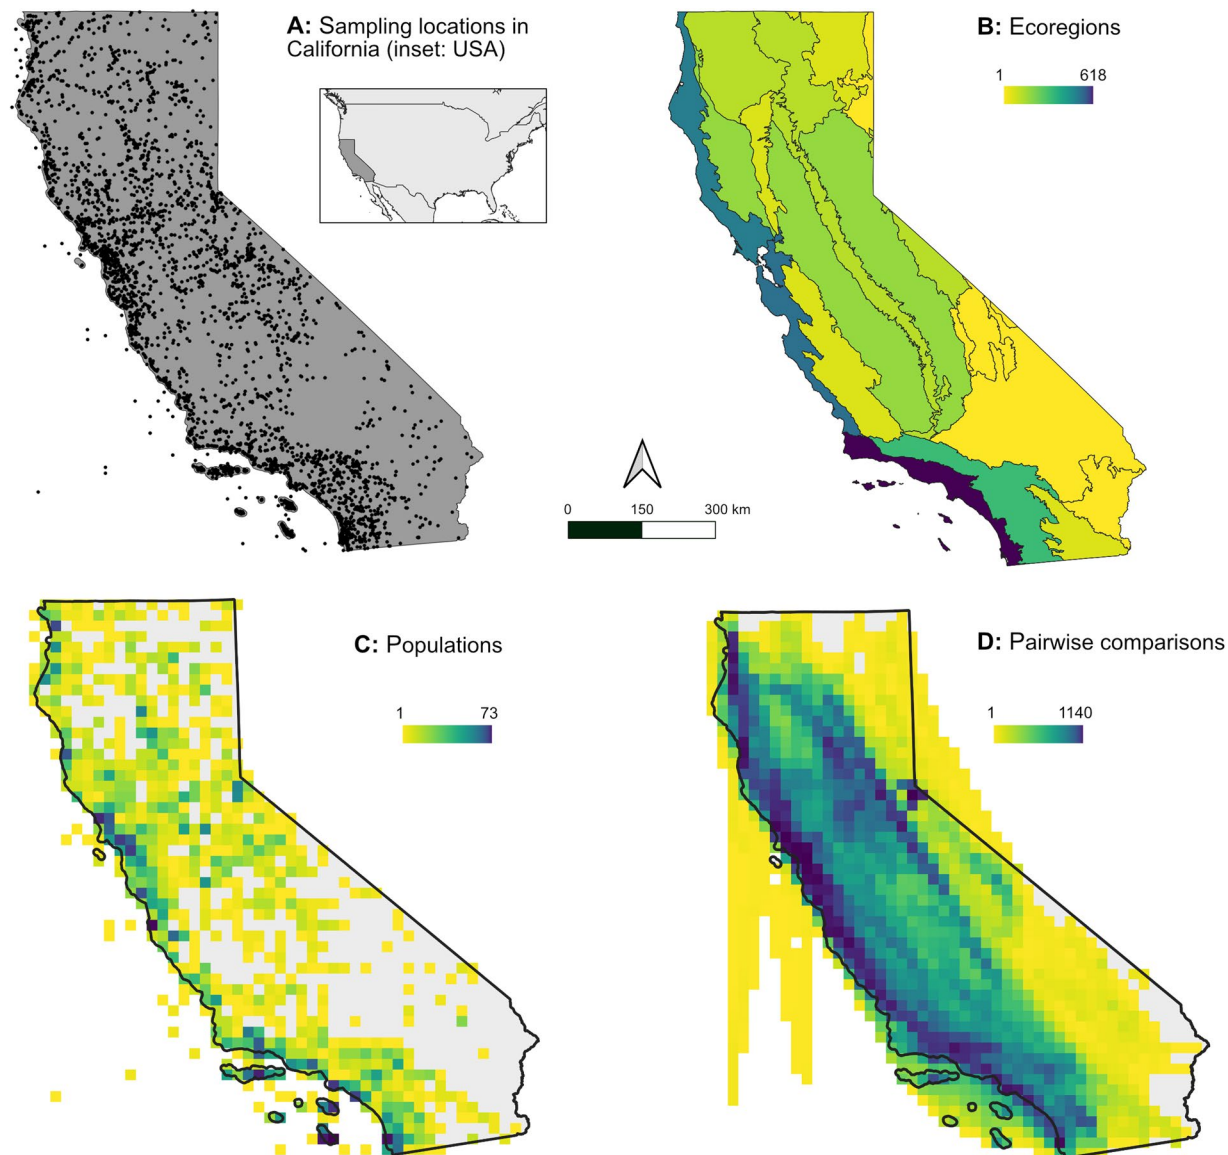 A: Sampling locations in
California (inset: USA)
B: Ecoregions
1 618
0 150 300 km
C: Populations
1 73
D: Pairwise comparisons
1 1140